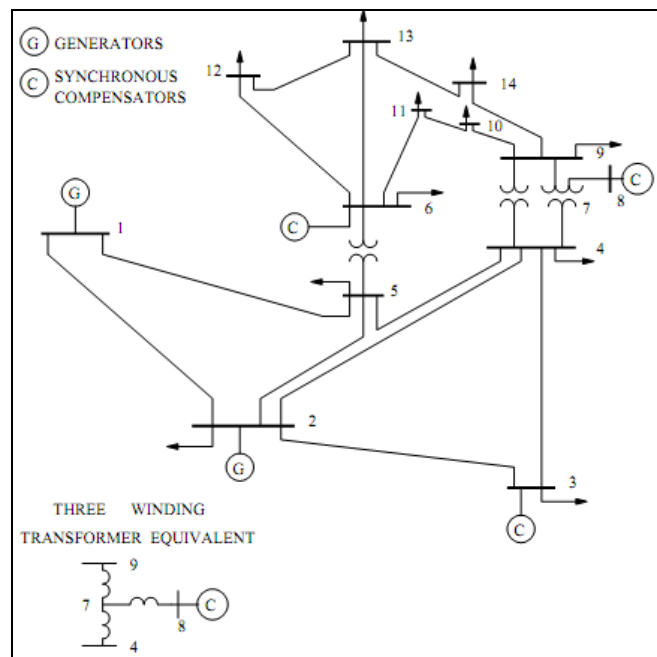 G GENERATORS
C SYNCHRONOUS
COMPENSATORS
13
12
14
11
10
9
G
C
8
7
C
6
1
4
5
2
G
3
C
THREE WINDING
TRANSFORMER EQUIVALENT
9
7
C
8
4